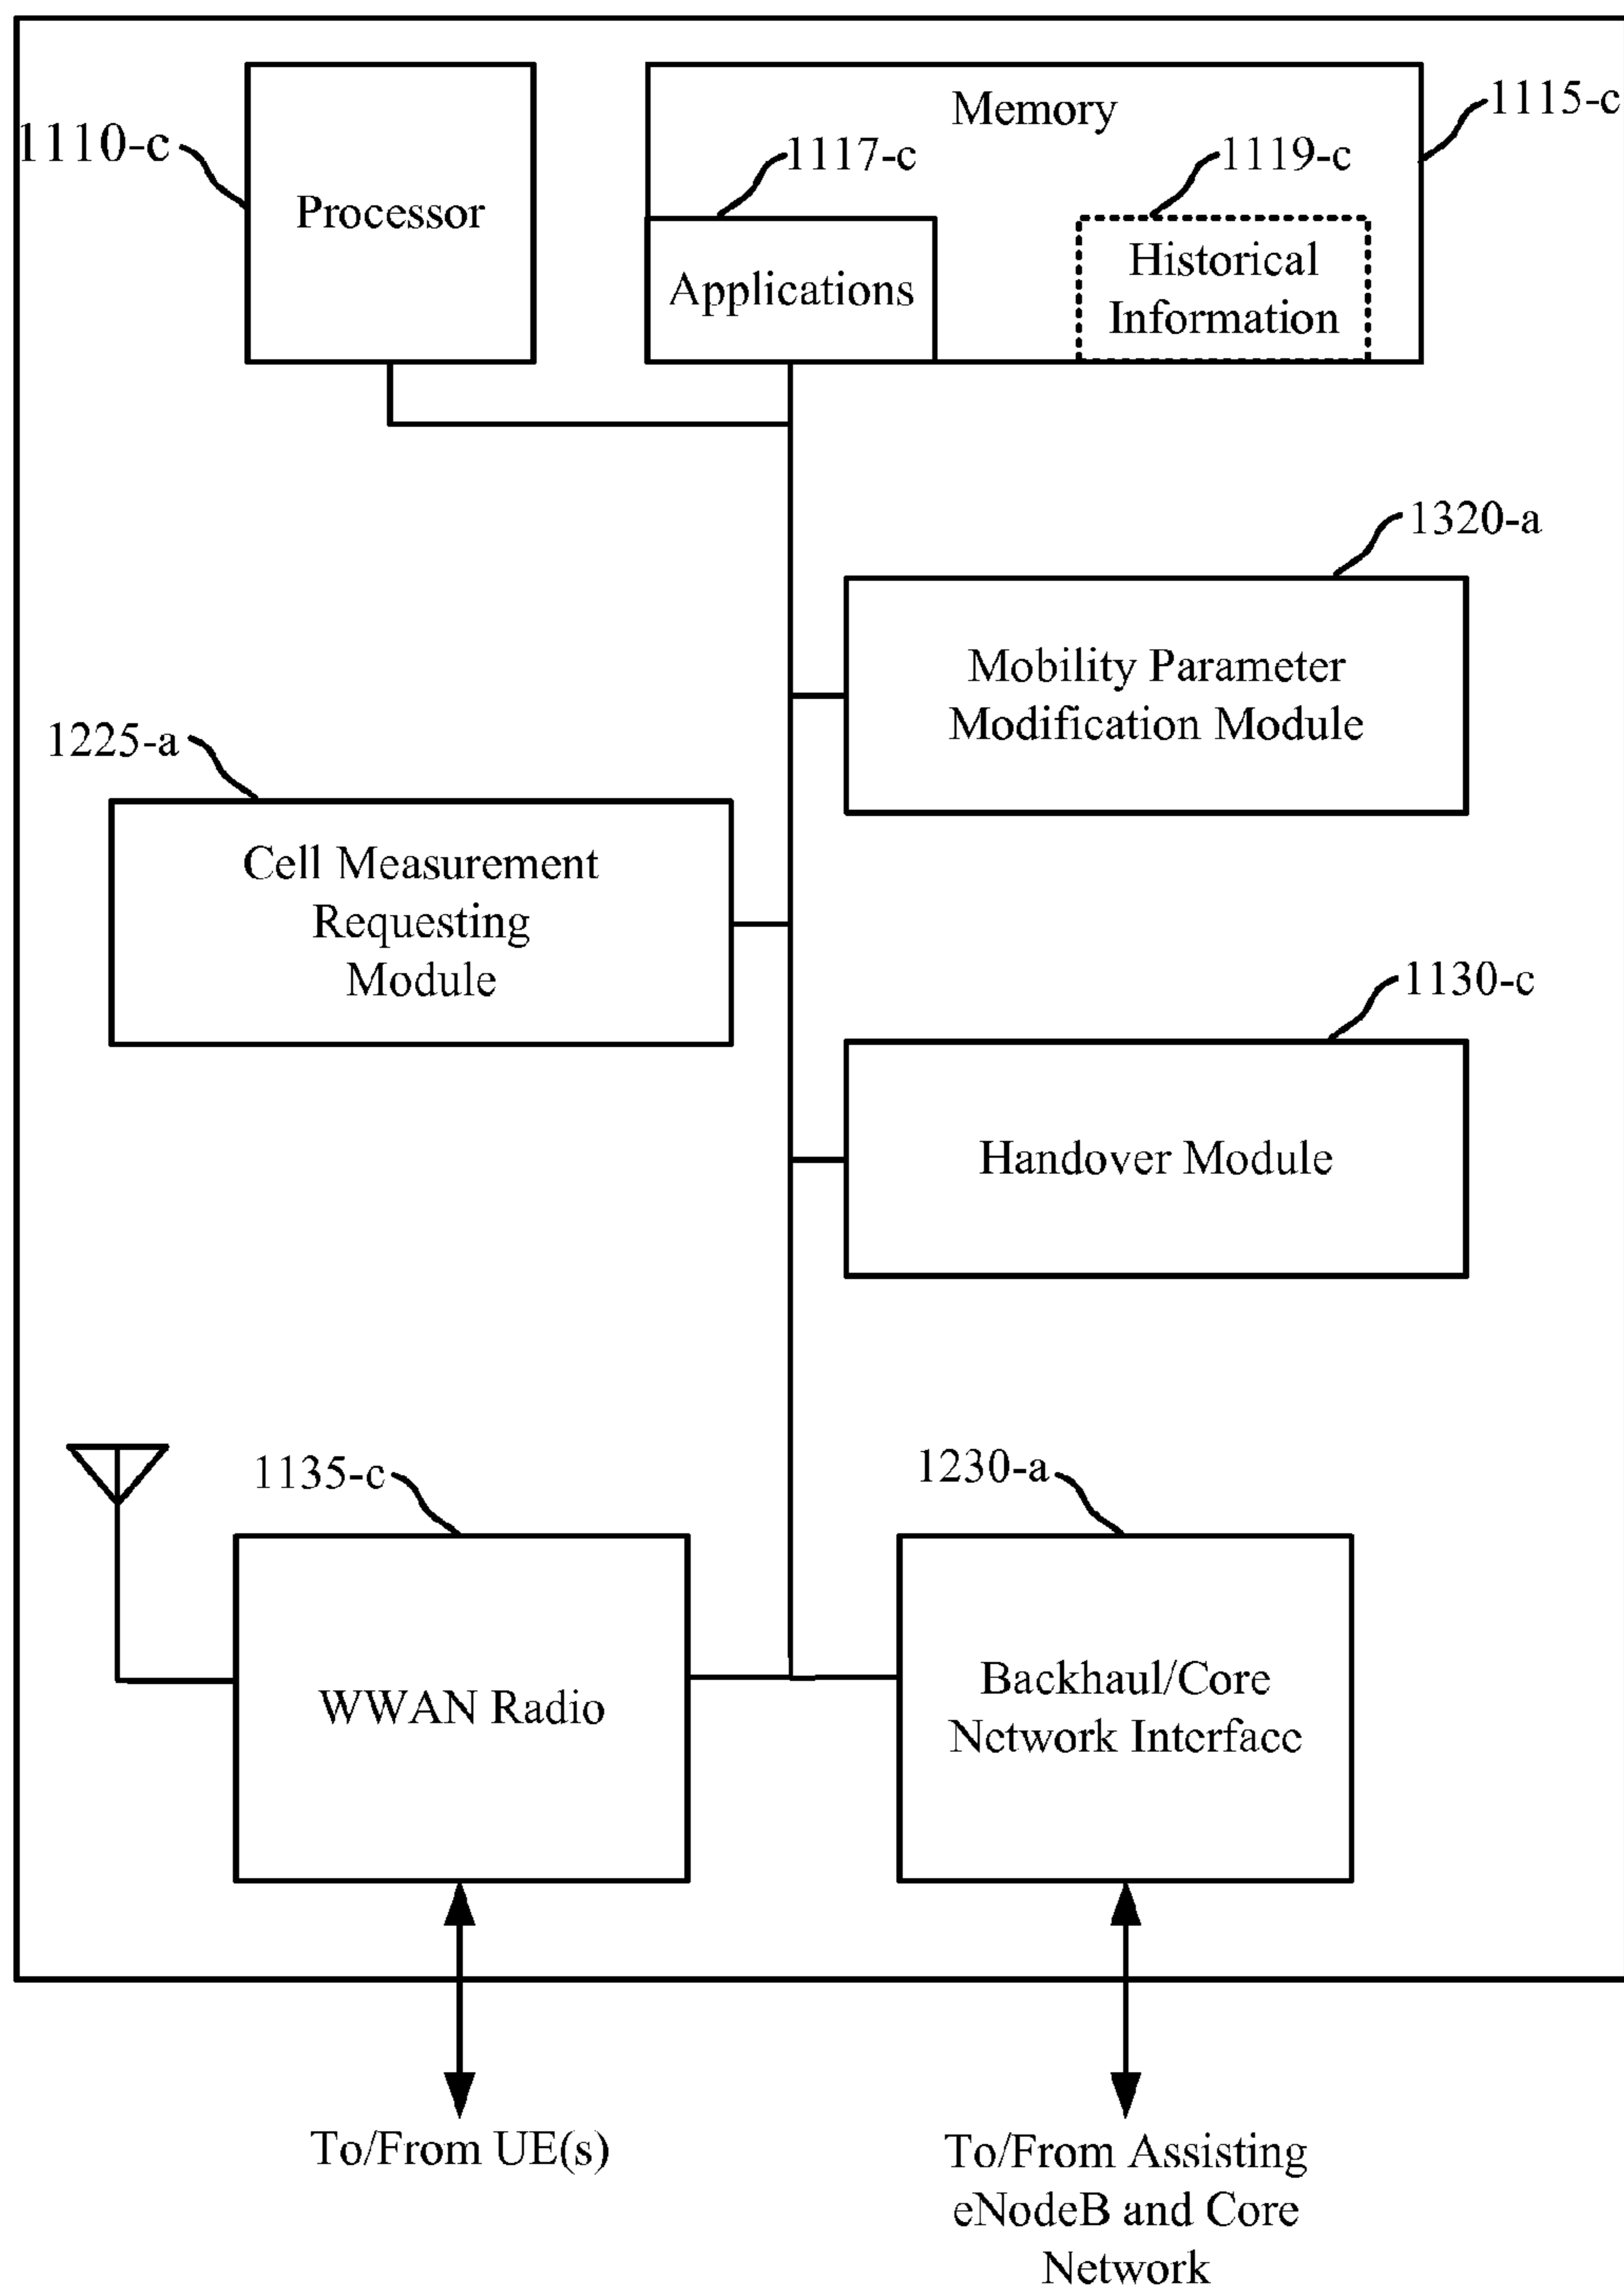 1115-c
Memory
1110-c
1117-c
1119-c
Processor
Historical
Information
Applications
1320-a
Mobility Parameter
Modification Module
1225-a
Cell Measurement
Requesting
Module
1130-c
Handover Module
1135-c
1230-a
WWAN Radio
Backhaul/Core
Network Interface
To/From UE(s)
To/From Assisting
eNodeB and Core
Network